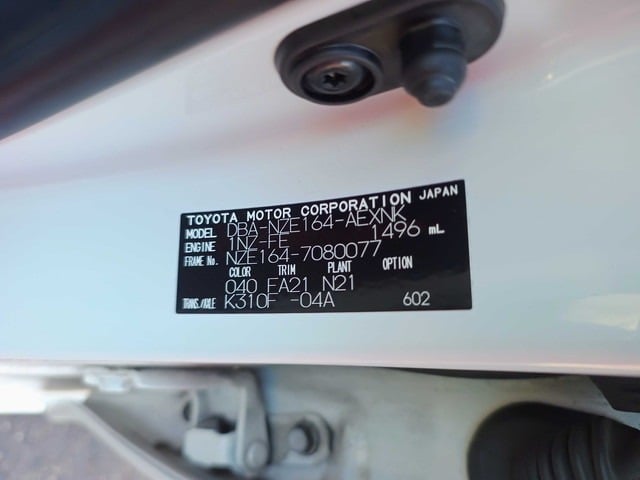 TOYOTA MOTOR CORPORATION JAPAN
MODEL DBA-NZE164-AEXNK
ENGINE 1NZ-FE 1496 mL
FRAME No. NZE164-7080077
COLOR TRIM PLANT OPTION
040 FA21 N21
TRANS./AXLE K310F -04A 602